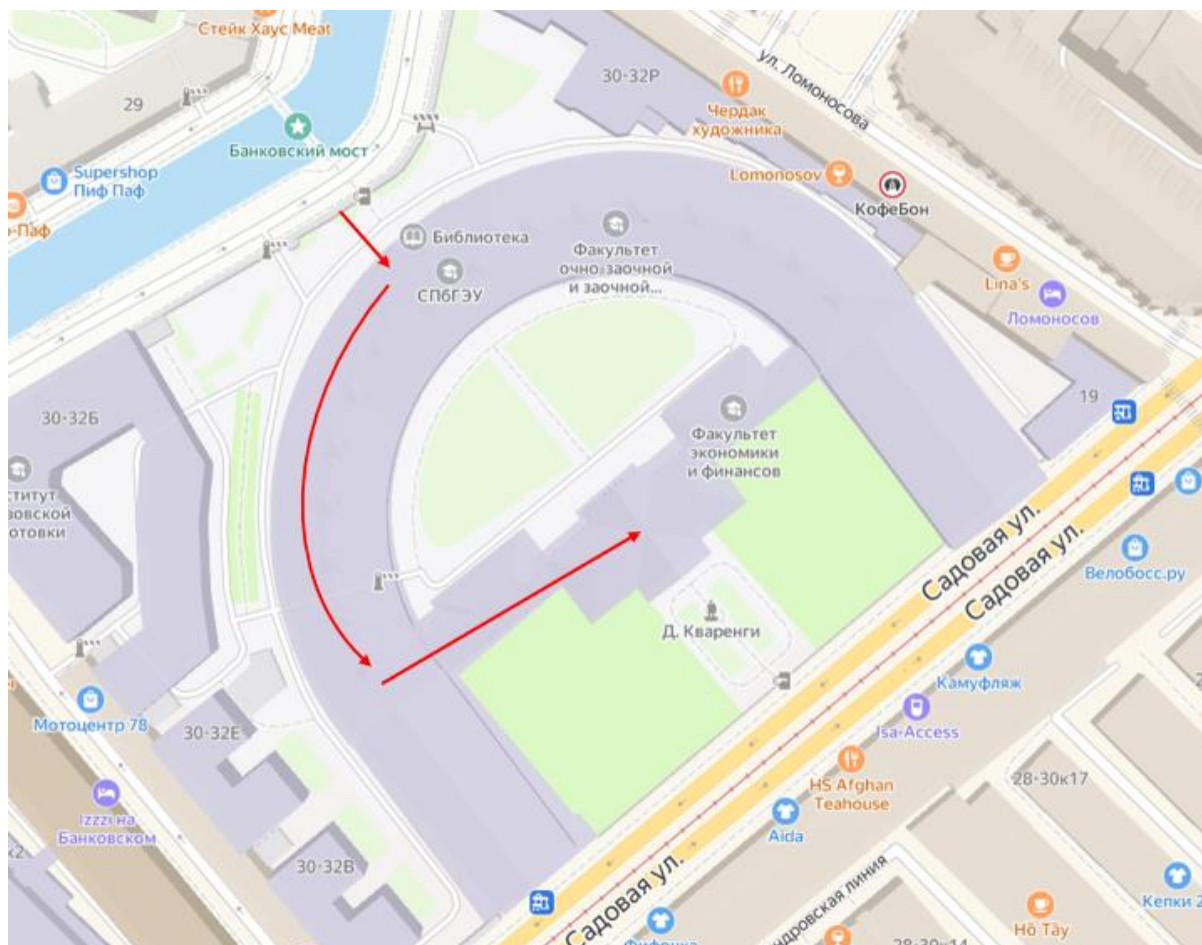 Стейк Хаус Meat
29
Банковский мост
Supershop
Пиф Паф
30-32Р
ул. Ломоносова
Чердак
художника
Lomonosov
КофеБон
Lina's
Ломоносов
19
Библиотека
СПбГЭУ
Факультет
очно-заочной
и заочной...
30-32Б
Факультет
экономики
и финансов
Садовая ул.
Садовая ул.
Велобосс.ру
Д. Кваренги
Камуфляж
Isa-Access
Мотоцентр 78
30-32Е
Izzzi на
Банковском
30-32В
HS Afghan
Teahouse
Aida
28-30к17
Садовая ул.
Hô Tây